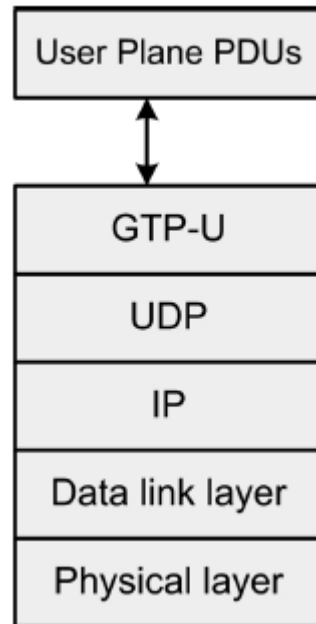 User Plane PDUs
GTP-U
UDP
IP
Data link layer
Physical layer